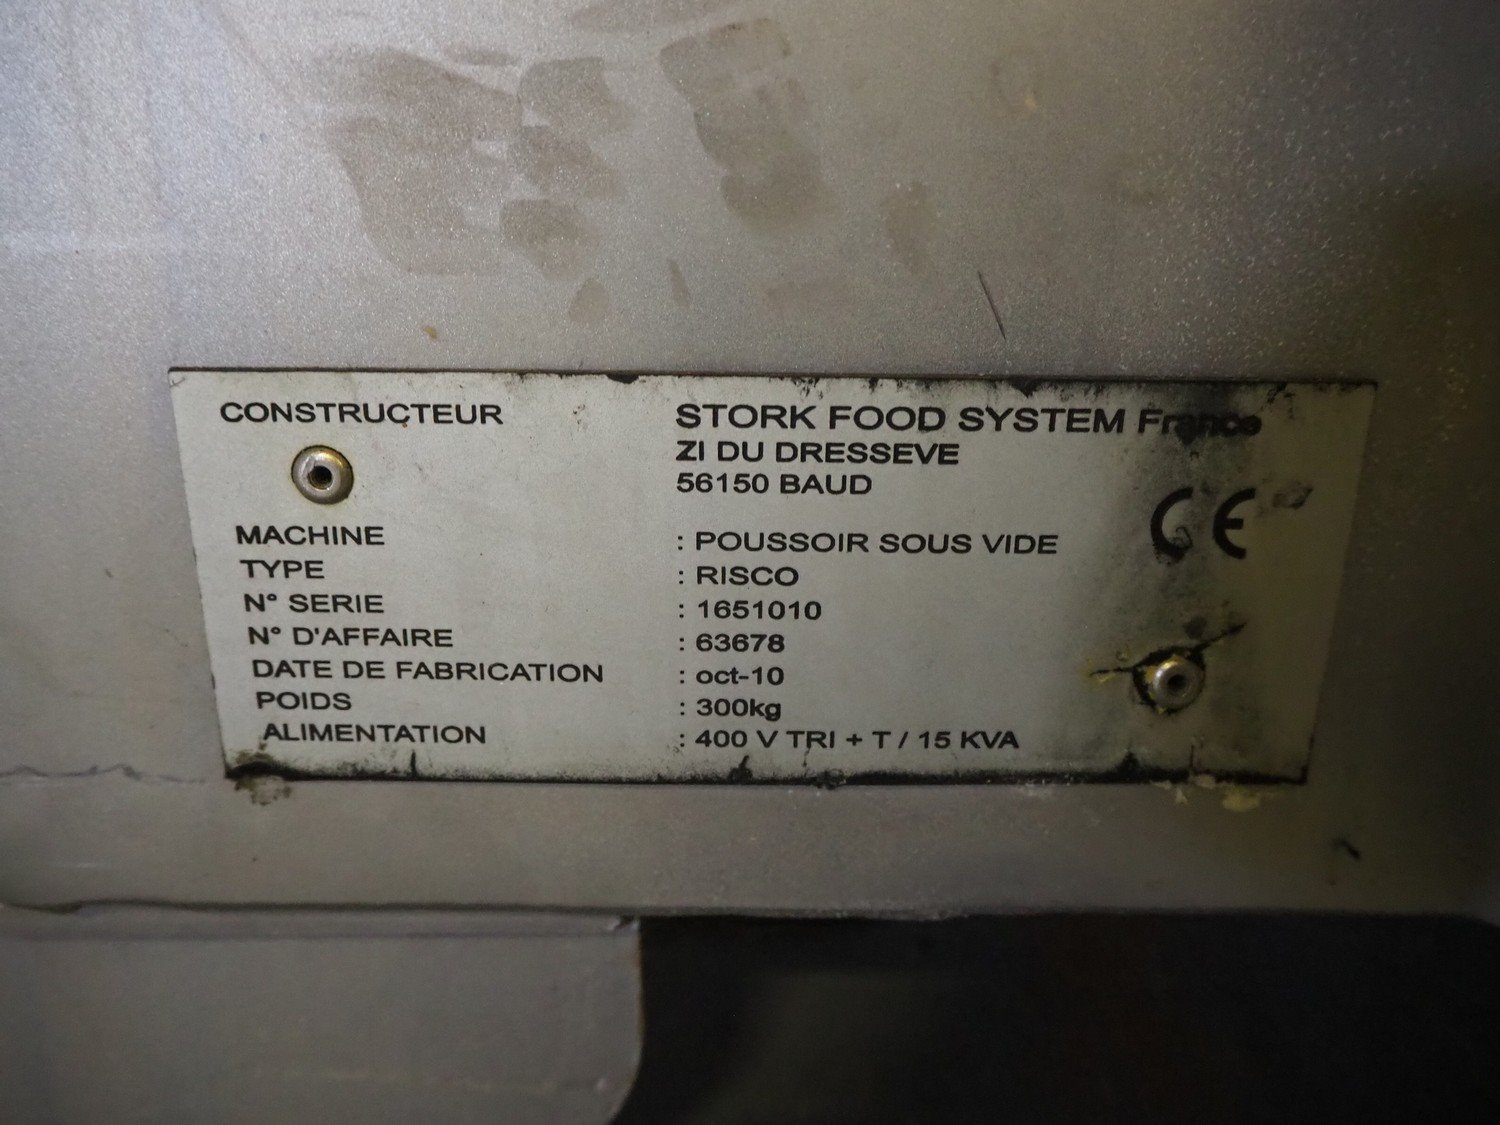 CONSTRUCTEUR STORK FOOD SYSTEM France
ZI DU DRESSEVE
56150 BAUD
CE
MACHINE : POUSSOIR SOUS VIDE
TYPE : RISCO
N° SERIE : 1651010
N° D'AFFAIRE : 63678
DATE DE FABRICATION : oct-10
POIDS : 300kg
ALIMENTATION : 400 V TRI + T / 15 KVA